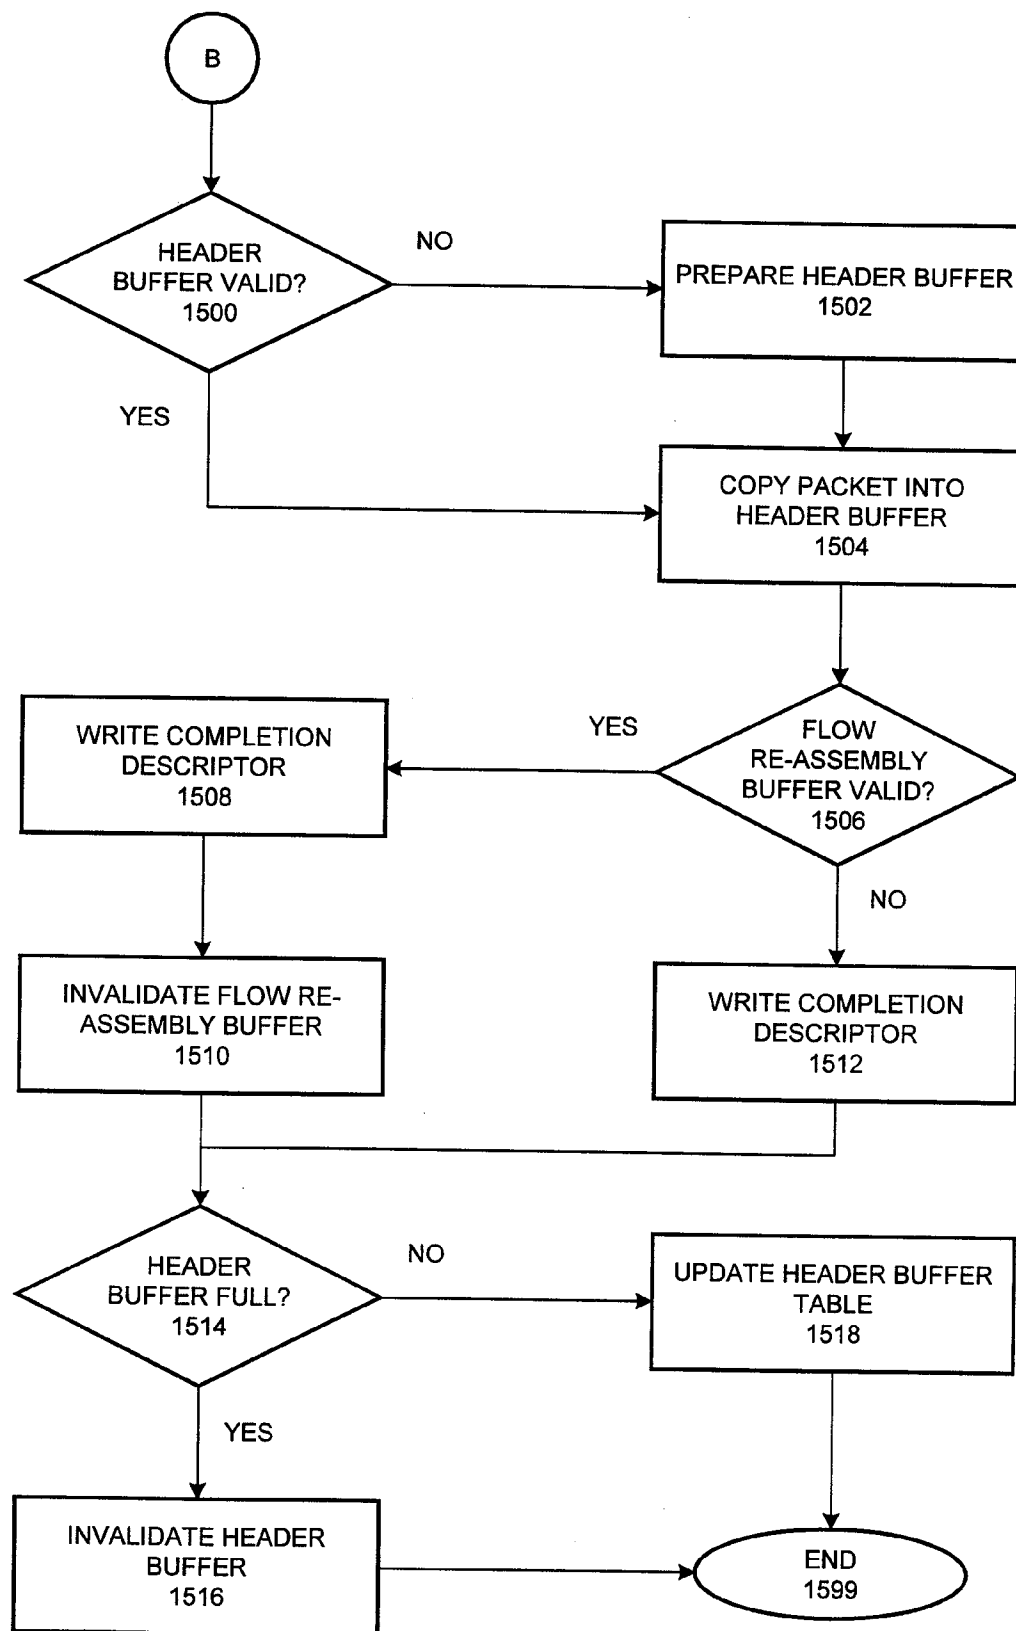 B
HEADER
BUFFER VALID?
1500
NO
PREPARE HEADER BUFFER
1502
YES
COPY PACKET INTO
HEADER BUFFER
1504
FLOW
RE-ASSEMBLY
BUFFER VALID?
1506
YES
WRITE COMPLETION
DESCRIPTOR
1508
NO
INVALIDATE FLOW RE-
ASSEMBLY BUFFER
1510
WRITE COMPLETION
DESCRIPTOR
1512
HEADER
BUFFER FULL?
1514
NO
UPDATE HEADER BUFFER
TABLE
1518
YES
INVALIDATE HEADER
BUFFER
1516
END
1599